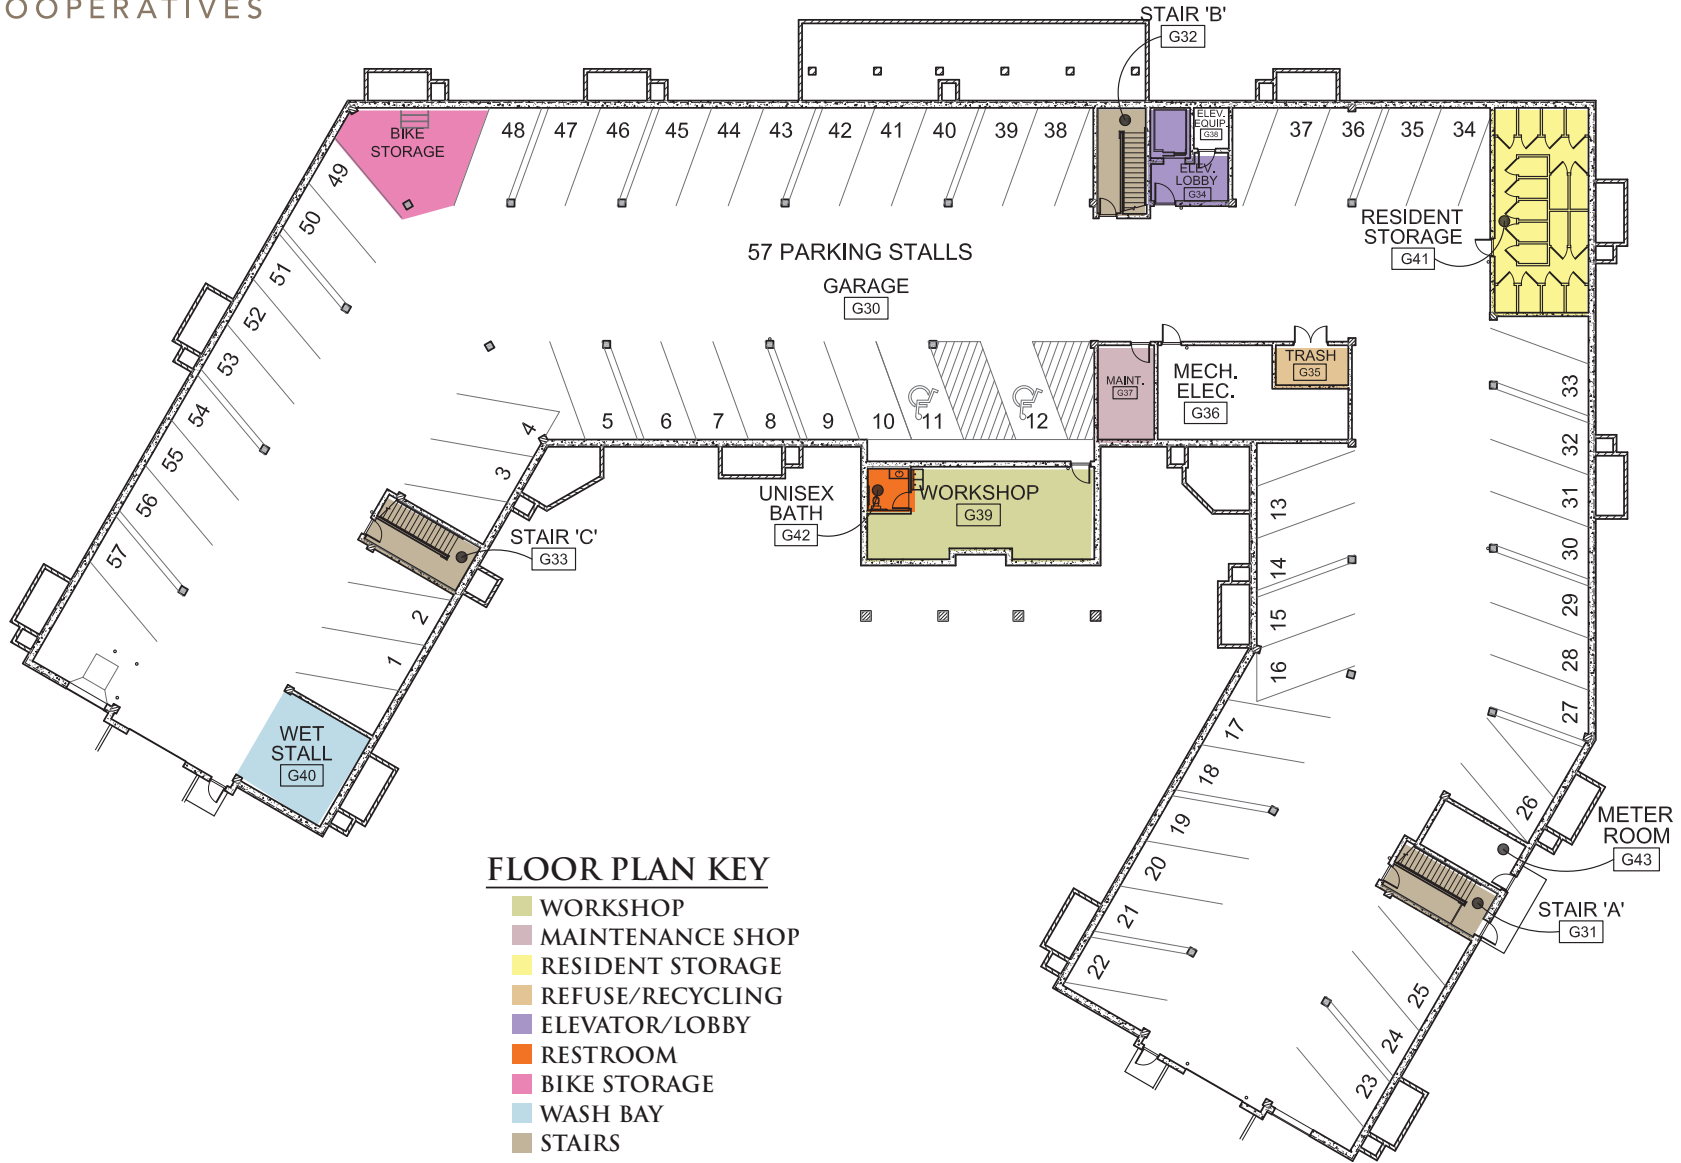 OOPERATIVES
STAIR 'B'
G32
BIKE
STORAGE
48
47
46
45
44
43
42
41
40
39
38
ELEV.
EQUIP.
G38
ELEV.
LOBBY
G34
37
36
35
34
RESIDENT
STORAGE
G41
57 PARKING STALLS
GARAGE
G30
49
50
51
52
53
54
55
56
57
4
3
2
1
5
6
7
8
9
10
11
12
MAINT.
G37
MECH.
ELEC.
G36
TRASH
G35
33
32
31
30
29
28
27
26
UNISEX
BATH
G42
WORKSHOP
G39
STAIR 'C'
G33
13
14
15
16
17
18
19
20
21
22
WET
STALL
G40
METER
ROOM
G43
STAIR 'A'
G31
25
24
23
FLOOR PLAN KEY
WORKSHOP
MAINTENANCE SHOP
RESIDENT STORAGE
REFUSE/RECYCLING
ELEVATOR/LOBBY
RESTROOM
BIKE STORAGE
WASH BAY
STAIRS